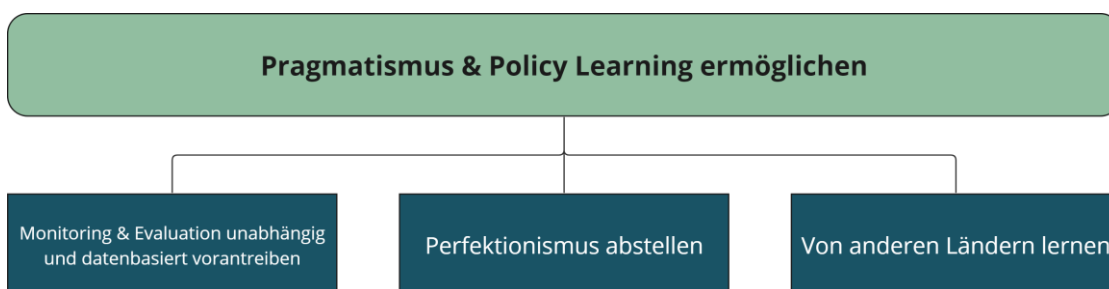 Pragmatismus & Policy Learning ermöglichen
Monitoring & Evaluation unabhängig
und datenbasiert vorantreiben
Perfektionismus abstellen
Von anderen Ländern lernen